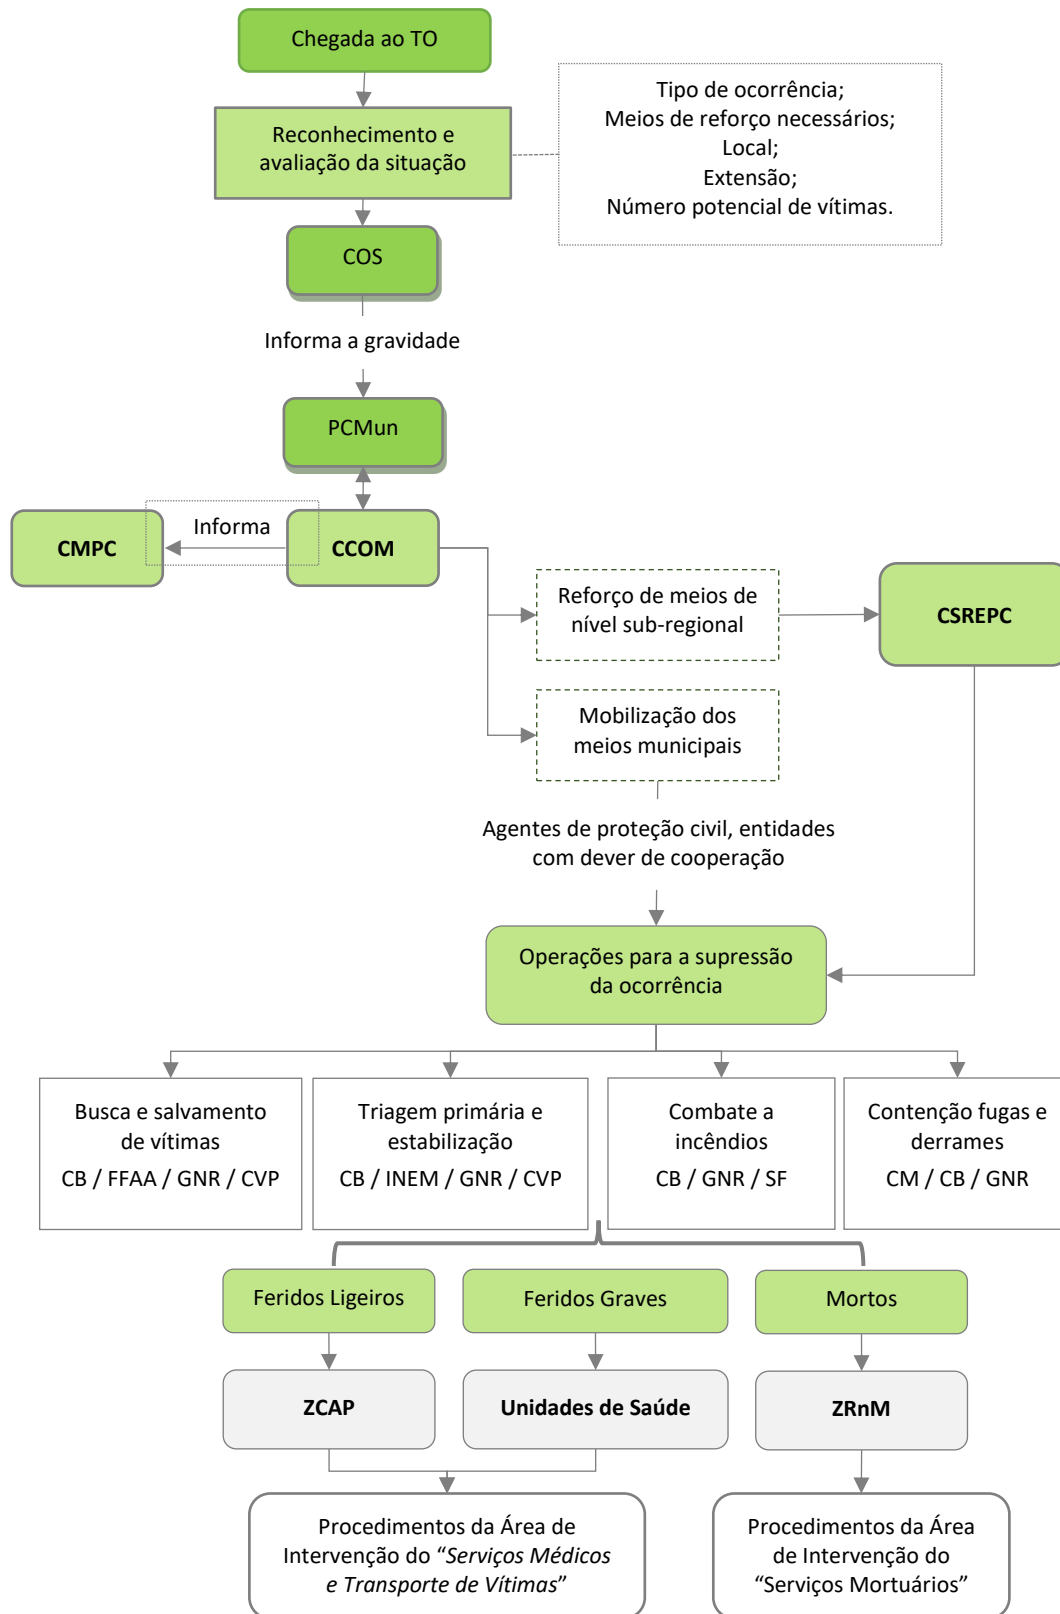 Chegada ao TO
Reconhecimento e
avaliação da situação
Tipo de ocorrência;
Meios de reforço necessários;
Local;
Extensão;
Número potencial de vítimas.
COS
Informa a gravidade
PCMun
CMPC
Informa
CCOM
Reforço de meios de
nível sub-regional
CSREPC
Mobilização dos
meios municipais
Agentes de proteção civil, entidades
com dever de cooperação
Operações para a supressão
da ocorrência
Busca e salvamento
de vítimas
CB / FFAA / GNR / CVP
Triagem primária e
estabilização
CB / INEM / GNR / CVP
Combate a
incêndios
CB / GNR / SF
Contenção fugas e
derrames
CM / CB / GNR
Feridos Ligeiros
Feridos Graves
Mortos
ZCAP
Unidades de Saúde
ZRnM
Procedimentos da Área de
Intervenção do “Serviços Médicos
e Transporte de Vítimas”
Procedimentos da Área
de Intervenção do
“Serviços Mortuários”